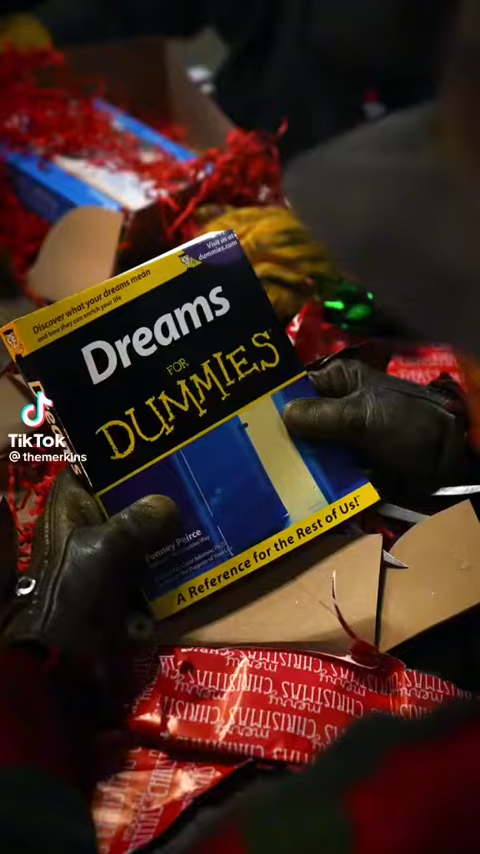 Visit us at
dummies.com
Discover what your dreams mean
and how they can enrich your life
Dreams
FOR
DUMMIES®
Penney Peirce
A Reference for the Rest of Us!®
TikTok
@themerkins
merry
CHRISTMAS
merry
CHRISTMAS
CHRISTMAS